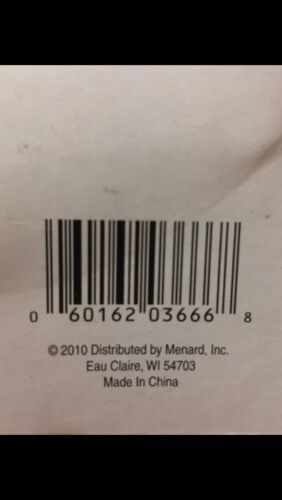 0 60162 03666 8
© 2010 Distributed by Menard, Inc.
Eau Claire, WI 54703
Made In China